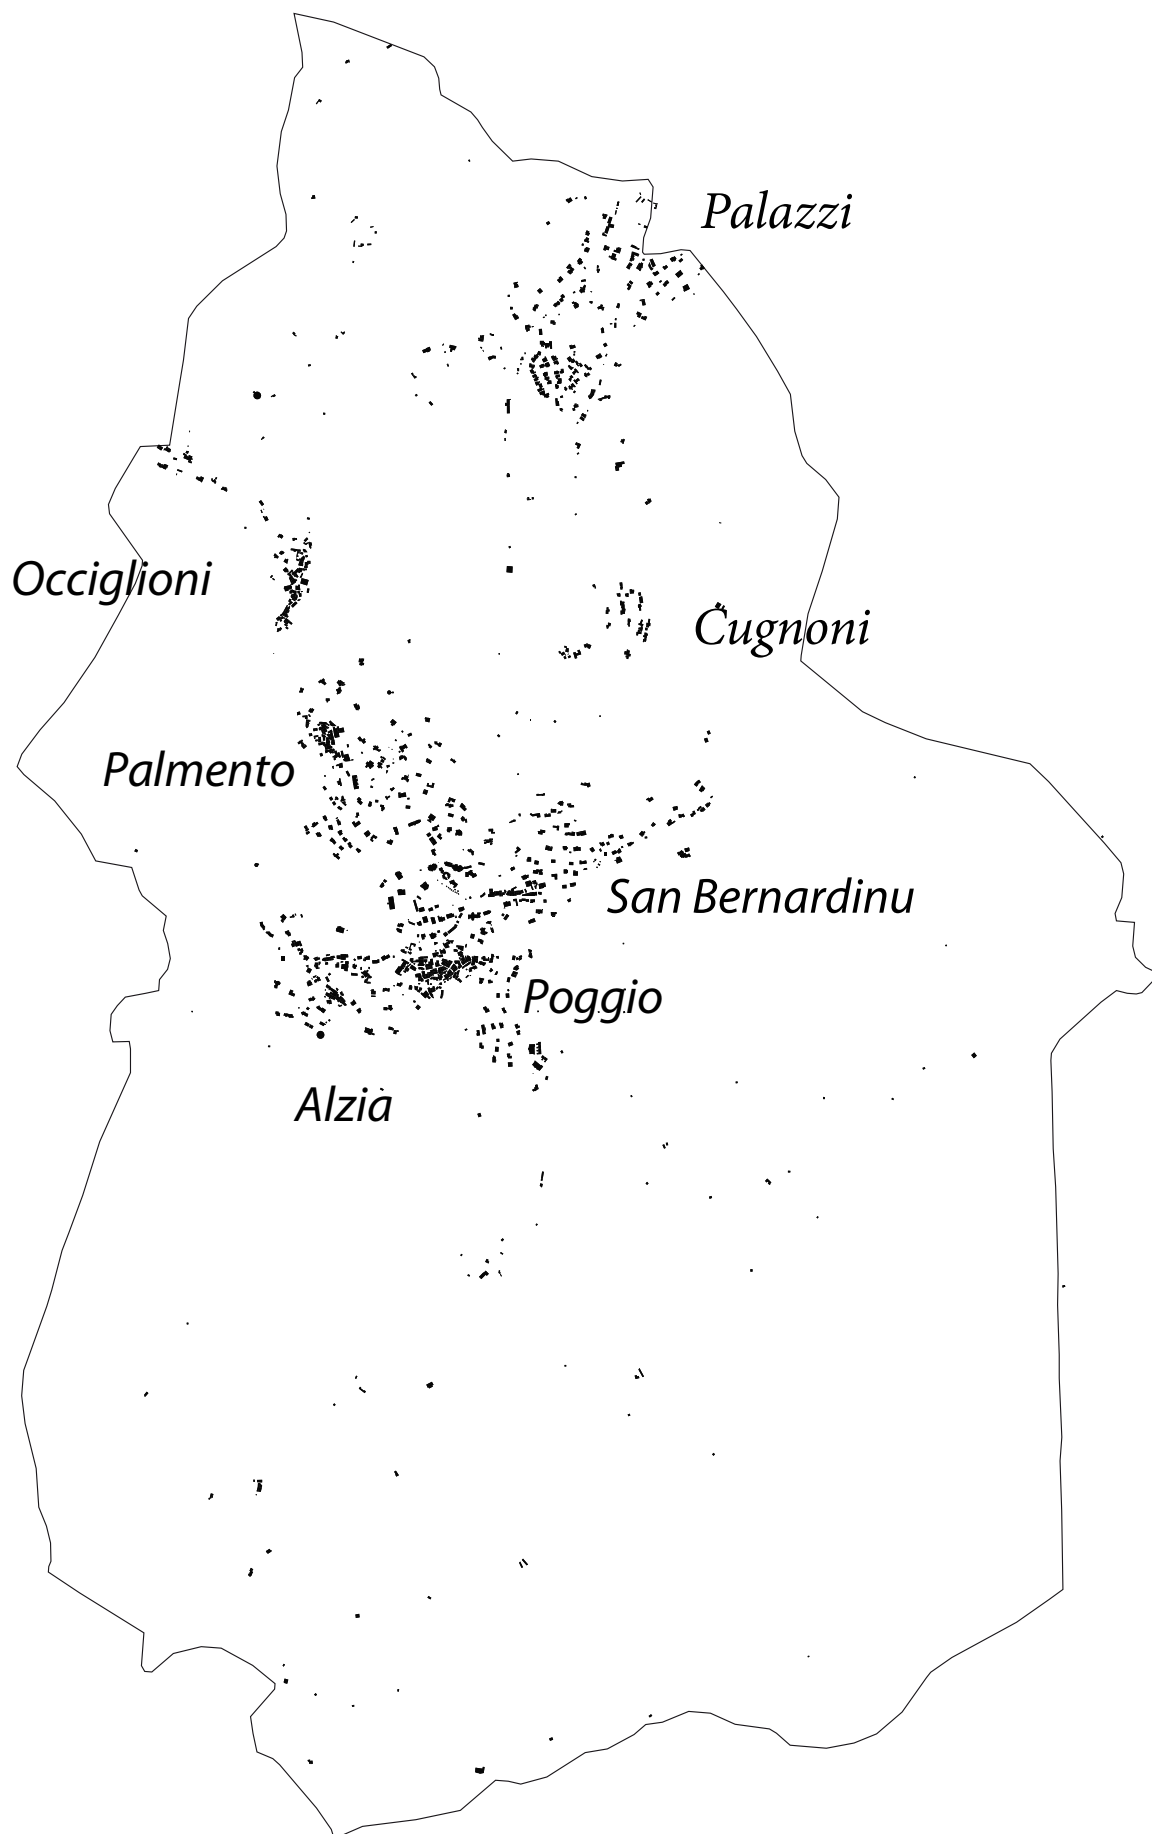 Palazzi
Occiglioni
Cugnoni
Palmento
San Bernardinu
Poggio
Alzia